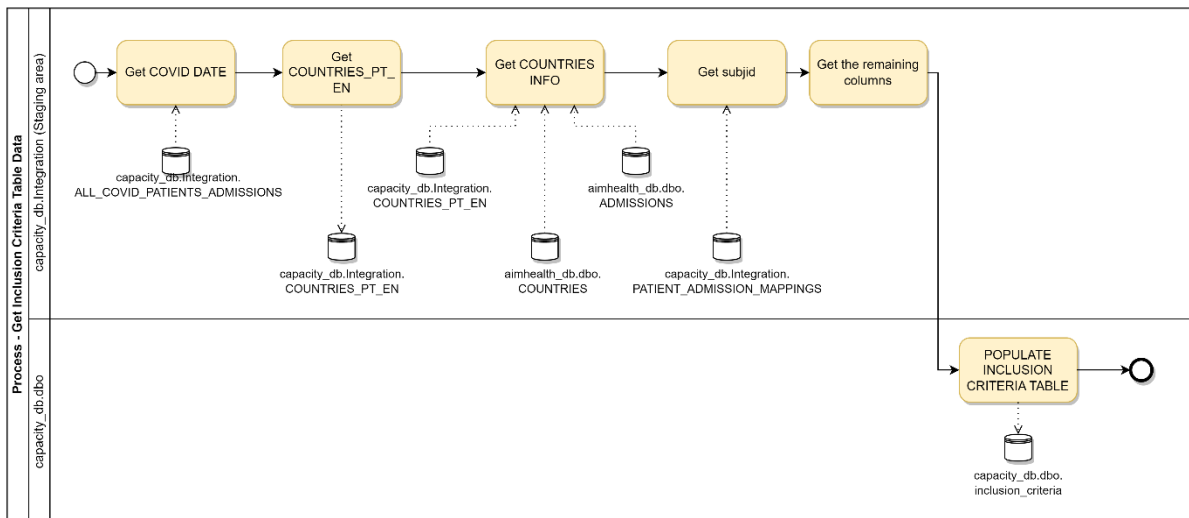 Process - Get Inclusion Criteria Table Data
capacity_db.Integration (Staging area)
Get COVID DATE
Get
COUNTRIES_PT_
EN
Get COUNTRIES
INFO
Get subjid
Get the remaining
columns
capacity_db.Integration.
ALL_COVID_PATIENTS_ADMISSIONS
capacity_db.Integration.
COUNTRIES_PT_EN
aimhealth_db.dbo.
ADMISSIONS
capacity_db.Integration.
COUNTRIES_PT_EN
aimhealth_db.dbo.
COUNTRIES
capacity_db.Integration.
PATIENT_ADMISSION_MAPPINGS
capacity_db.dbo
POPULATE
INCLUSION
CRITERIA TABLE
capacity_db.dbo.
inclusion_criteria